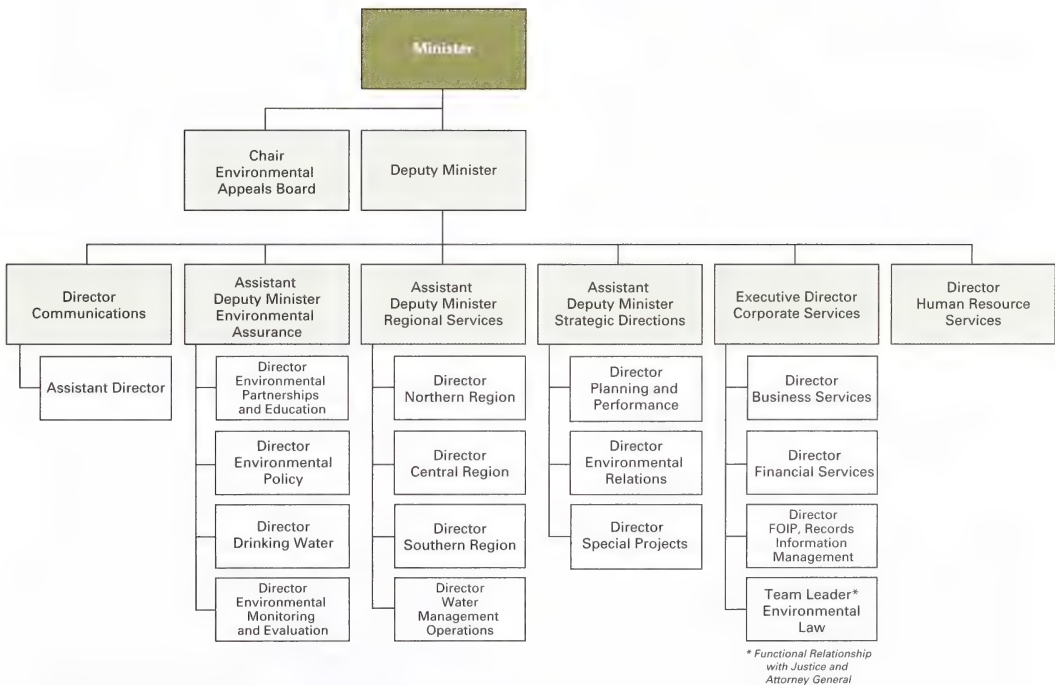 Minister
Chair
Environmental
Appeals Board
Deputy Minister
Director
Communications
Assistant Director
Assistant
Deputy Minister
Environmental
Assurance
Director
Environmental
Partnerships
and Education
Director
Environmental
Policy
Director
Drinking Water
Director
Environmental
Monitoring
and Evaluation
Assistant
Deputy Minister
Regional Services
Director
Northern Region
Director
Central Region
Director
Southern Region
Director
Water
Management
Operations
Assistant
Deputy Minister
Strategic Directions
Director
Planning and
Performance
Director
Environmental
Relations
Director
Special Projects
Executive Director
Corporate Services
Director
Business Services
Director
Financial Services
Director
FOIP, Records
Information
Management
Team Leader*
Environmental
Law
* Functional Relationship
with Justice and
Attorney General
Director
Human Resource
Services